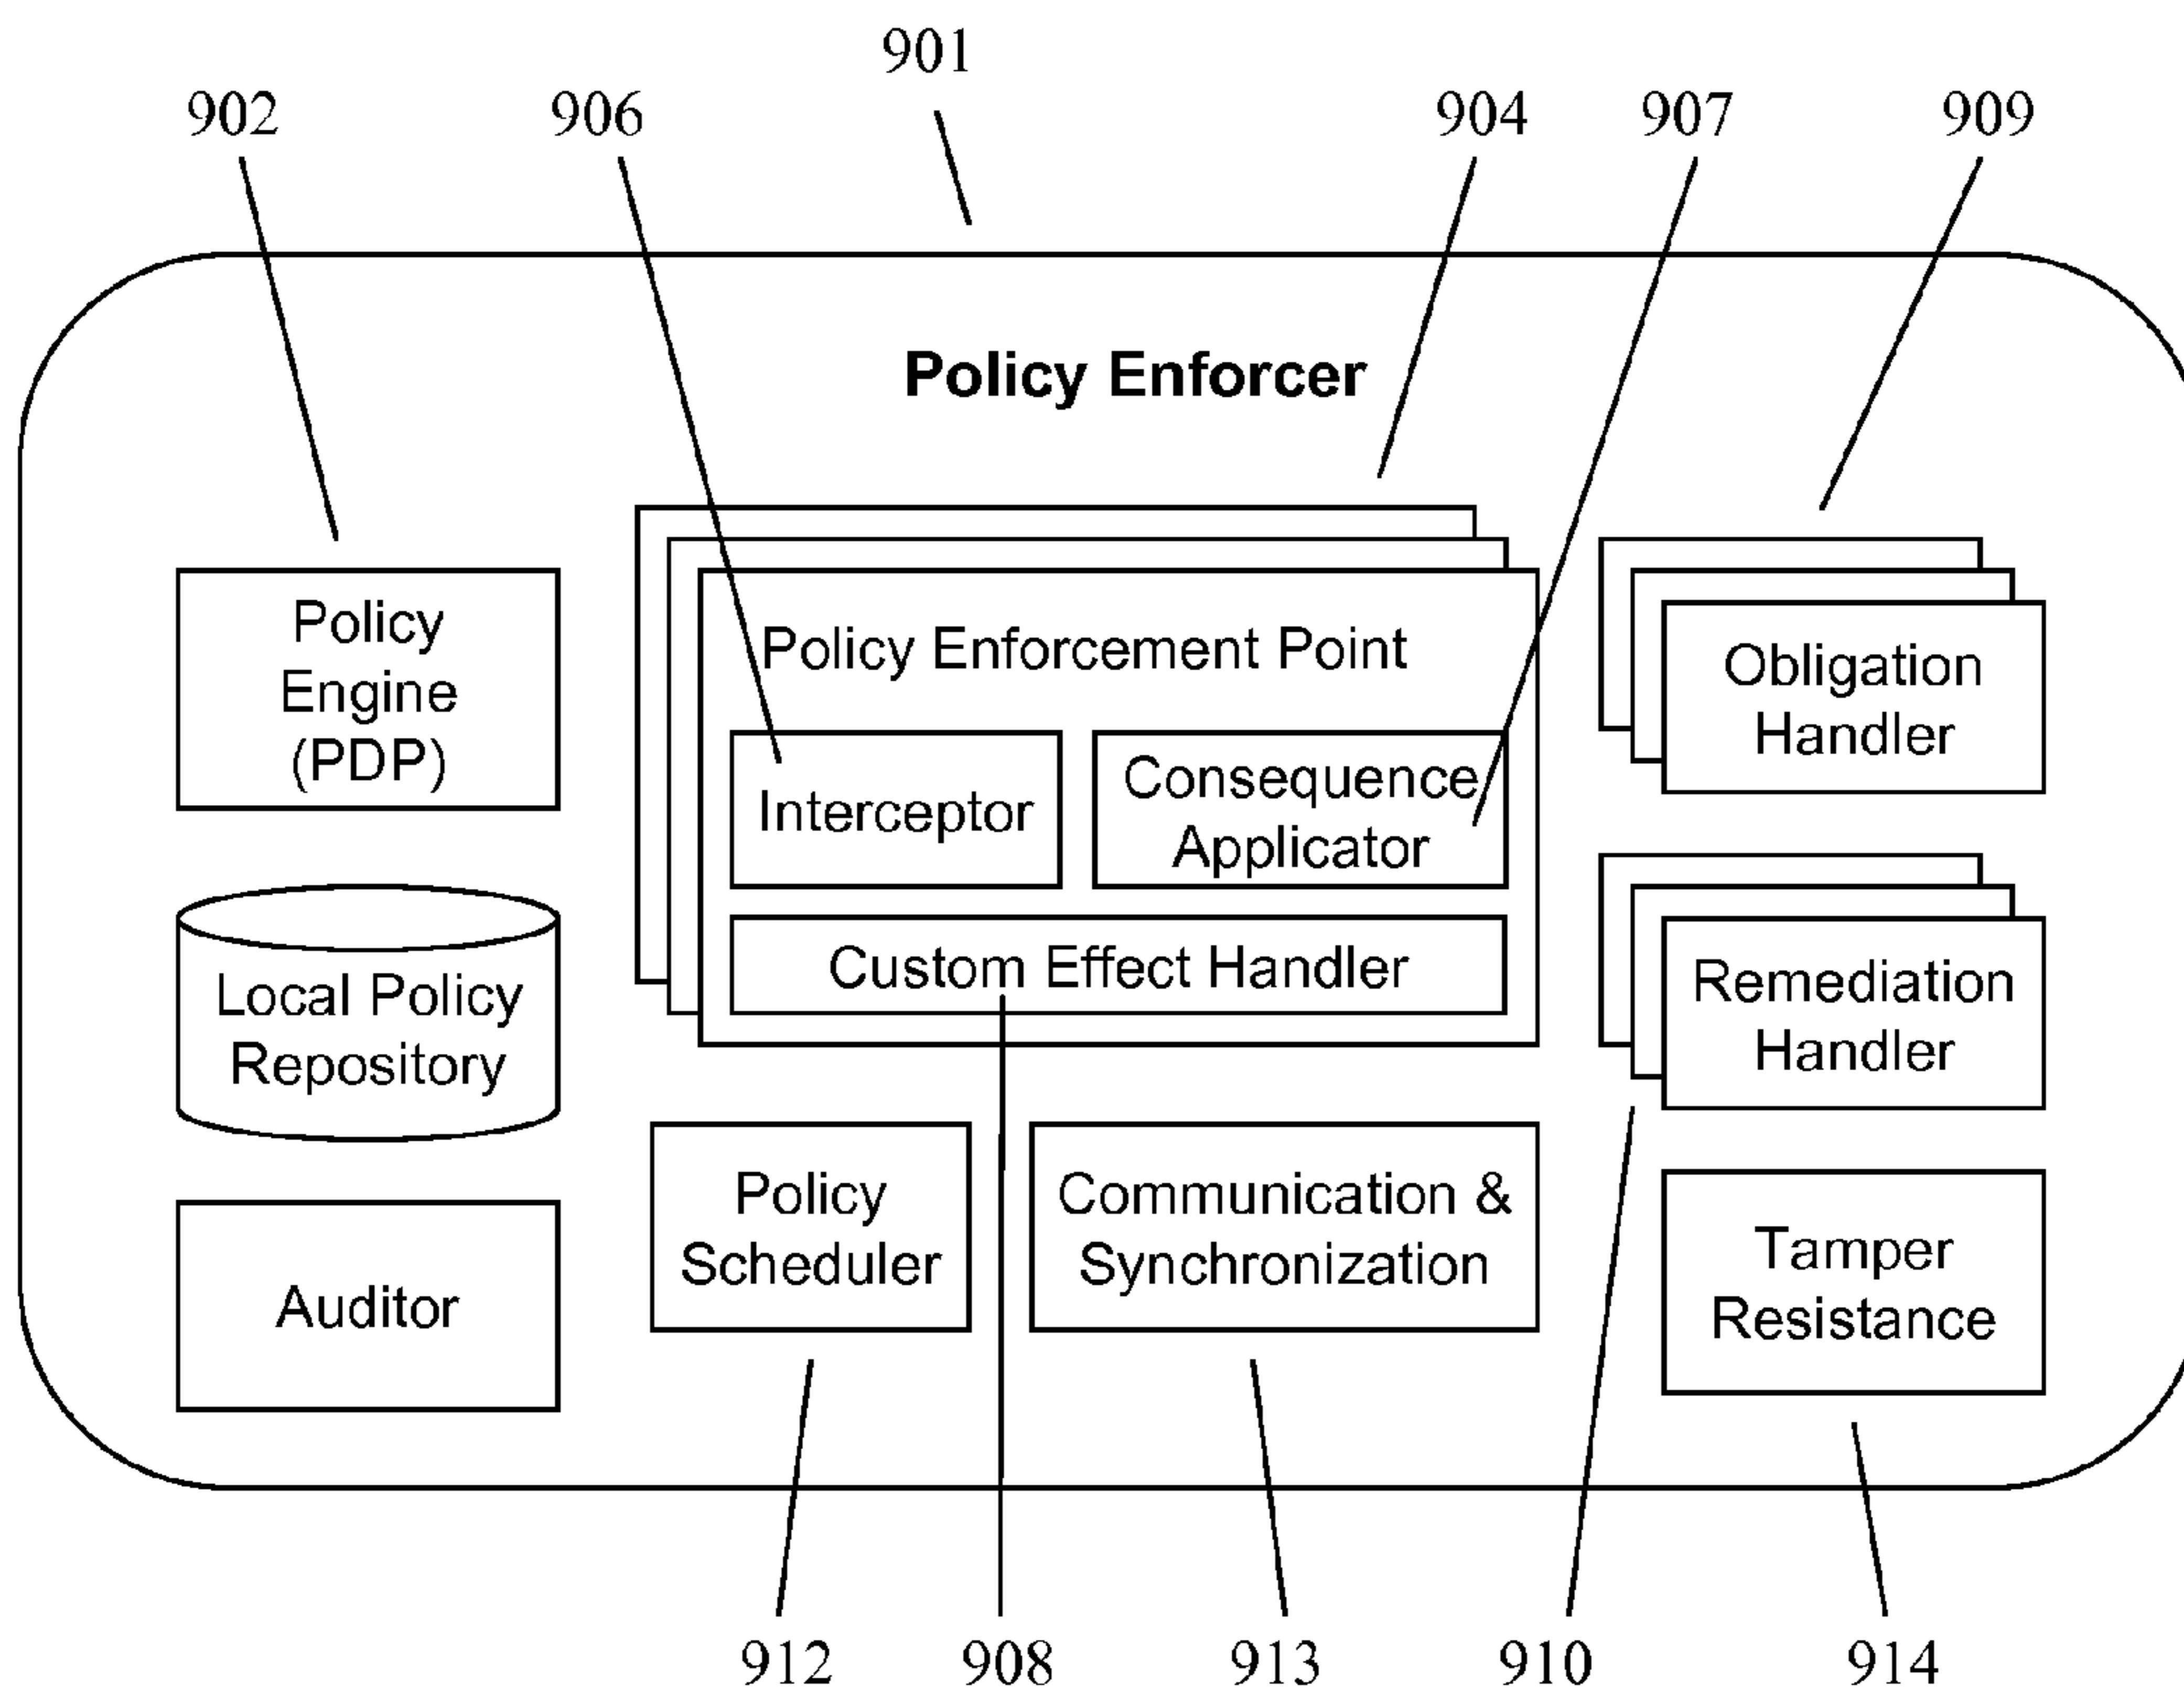 901
902
906
904
907
909
Policy Enforcer
Policy
Engine
(PDP)
Policy Enforcement Point
Interceptor
Consequence
Applicator
Custom Effect Handler
Obligation
Handler
Local Policy
Repository
Remediation
Handler
Auditor
Policy
Scheduler
Communication &
Synchronization
Tamper
Resistance
912
908
913
910
914